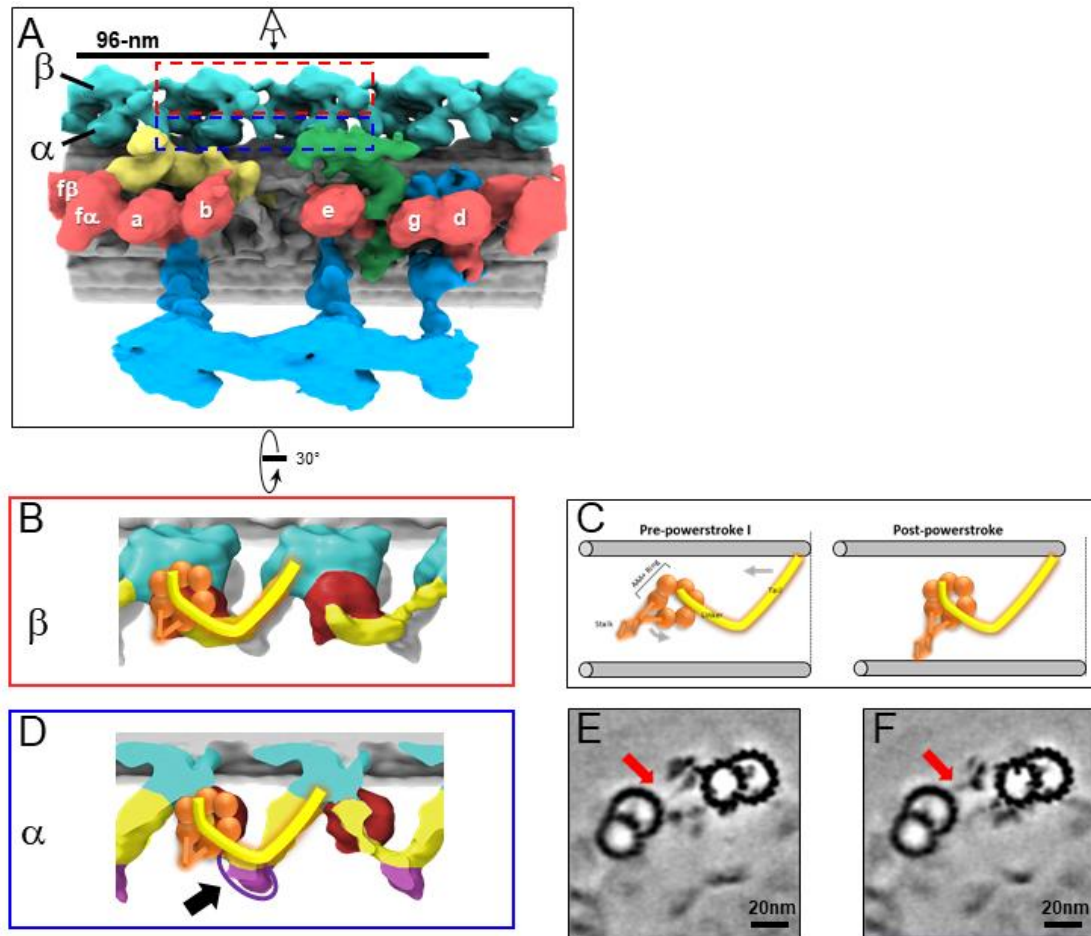 A
96-nm
β
α
fβ
fα
a
b
e
g
d
30°
B
β
C
Pre-powerstroke I
Post-powerstroke
AAA+ Ring
Tail
Linker
Stalk
D
α
E
20nm
F
20nm